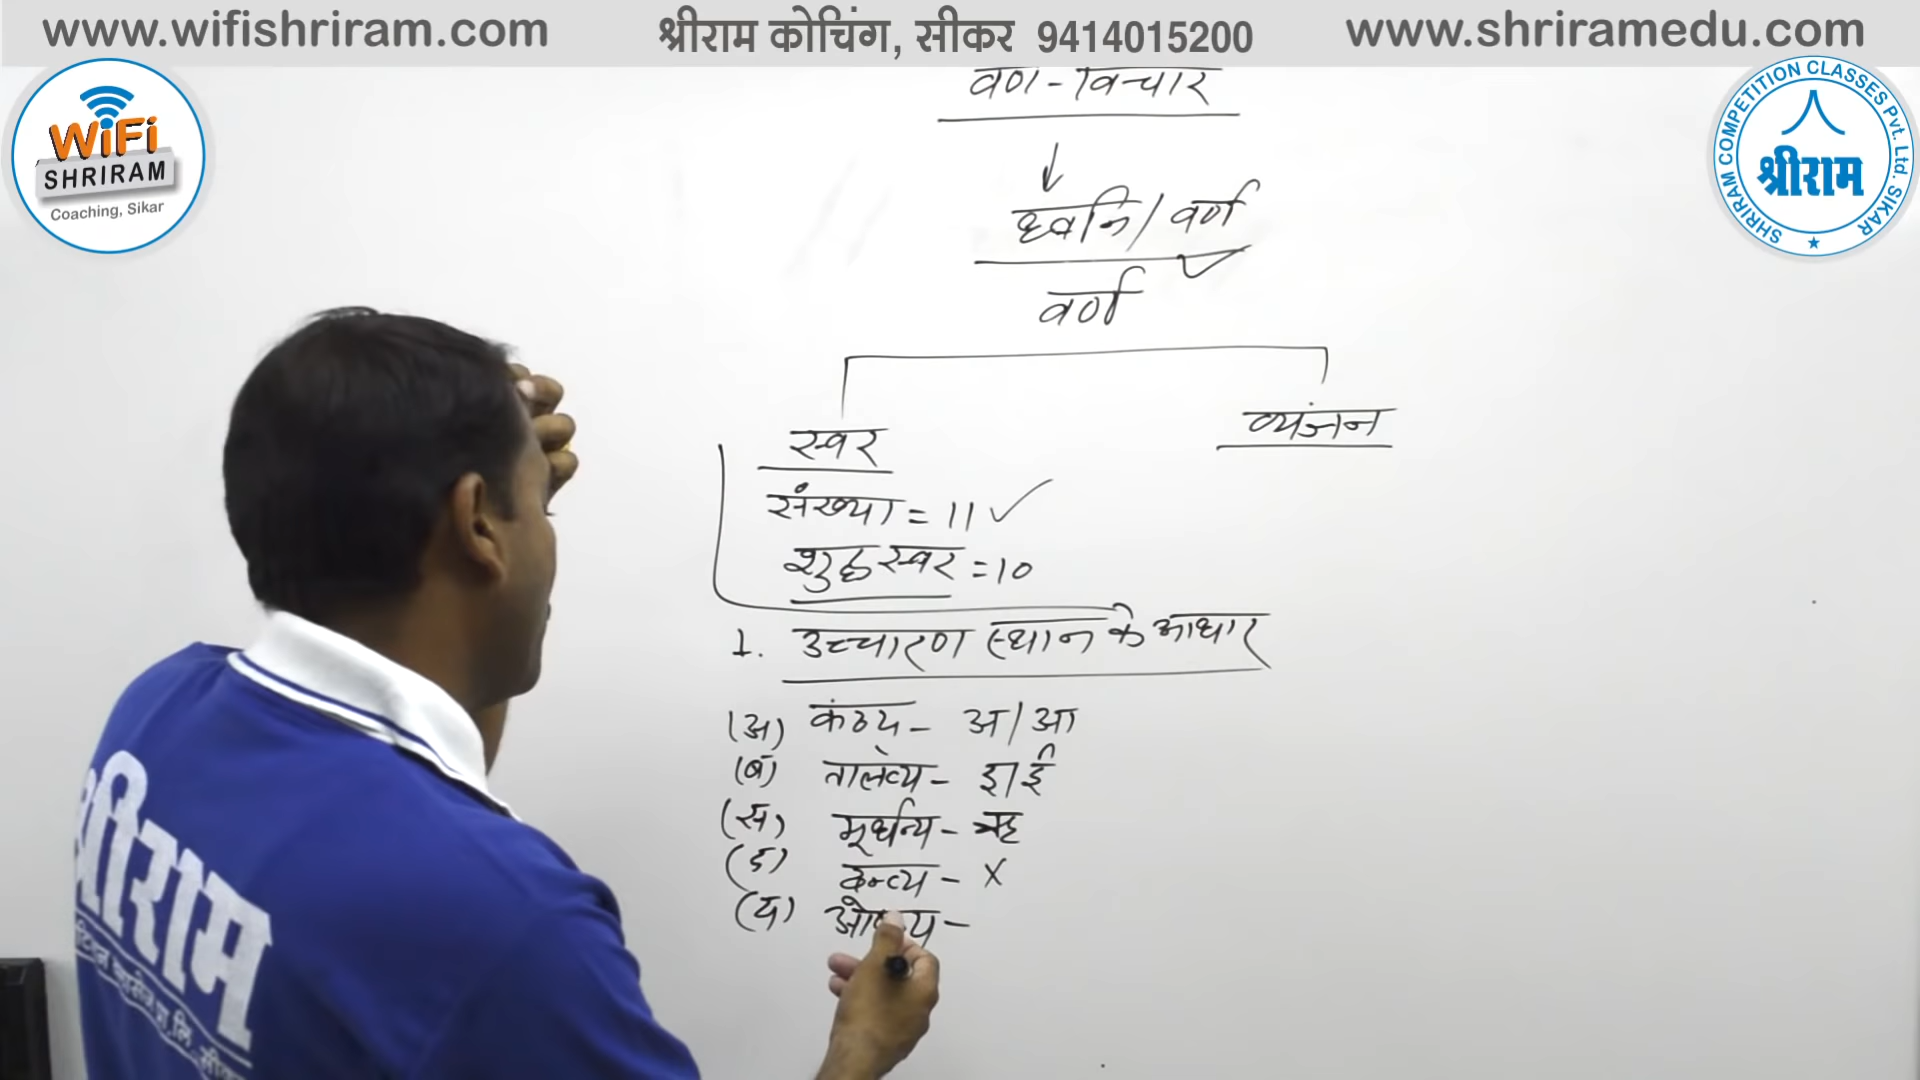 www.wifishriram.com
श्रीराम कोचिंग, सीकर 9414015200
www.shriramedu.com
WiFi
SHRIRAM
Coaching, Sikar
SHRIRAM COMPETITION CLASSES Pvt. Ltd. SIKAR
श्रीराम
वर्ण-विचार
ध्वनि/वर्ण
वर्ण
स्वर
व्यंजन
संख्या = 11 ✓
शुद्ध स्वर = 10
1. उच्चारण स्थान के आधार
(अ) कंठ्य - अ/आ
(ब) तालव्य - इ/ई
(स) मूर्धन्य - ऋ
(द) दन्त्य - X
(य) ओष्ठ्य -
श्रीराम